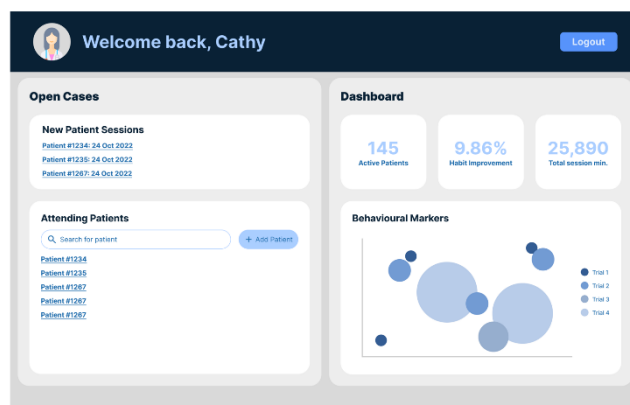 Welcome back, Cathy
Logout
Open Cases
New Patient Sessions
Patient #1234: 24 Oct 2022
Patient #1235: 24 Oct 2022
Patient #1267: 24 Oct 2022
Attending Patients
Search for patient
+ Add Patient
Patient #1234
Patient #1235
Patient #1267
Patient #1267
Patient #1267
Dashboard
145
Active Patients
9.86%
Habit Improvement
25,890
Total session min.
Behavioural Markers
Trial 1
Trial 2
Trial 3
Trial 4